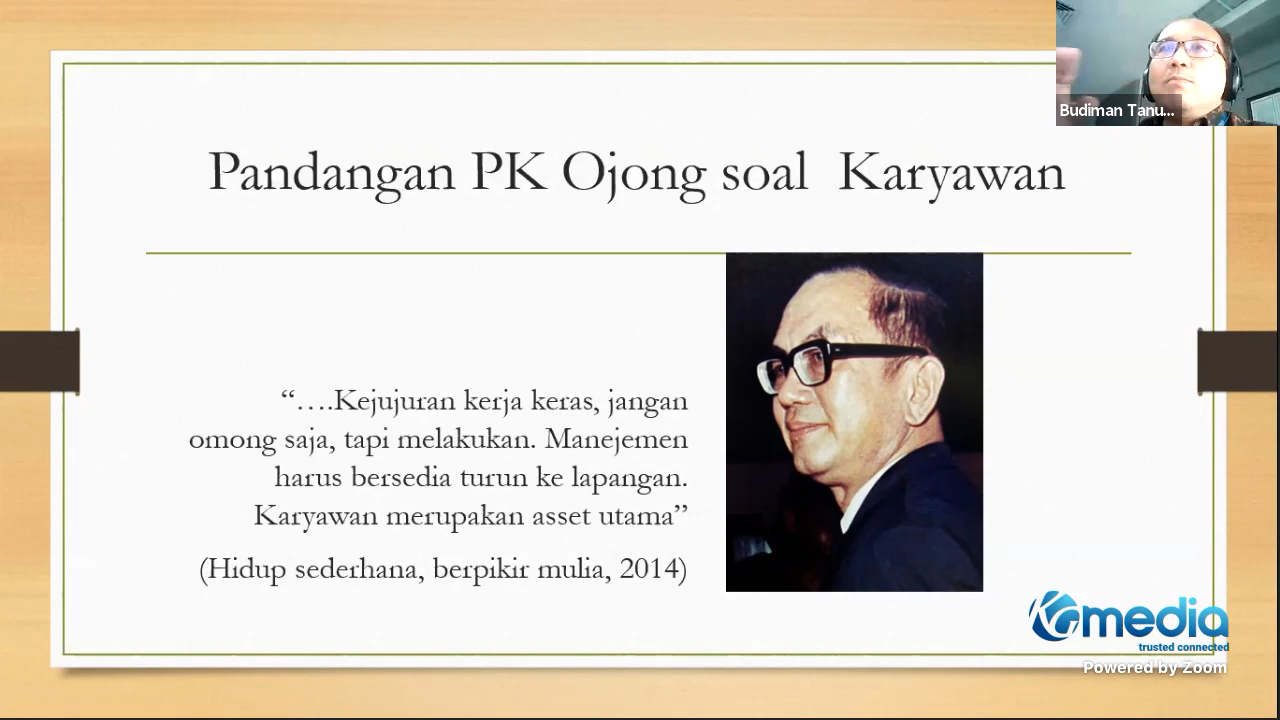 Budiman Tanu...
Pandangan PK Ojong soal  Karyawan
“….Kejujuran kerja keras, jangan
omong saja, tapi melakukan. Manejemen
harus bersedia turun ke lapangan.
Karyawan merupakan asset utama”
(Hidup sederhana, berpikir mulia, 2014)
Omedia
trusted connected
Powered by Zoom